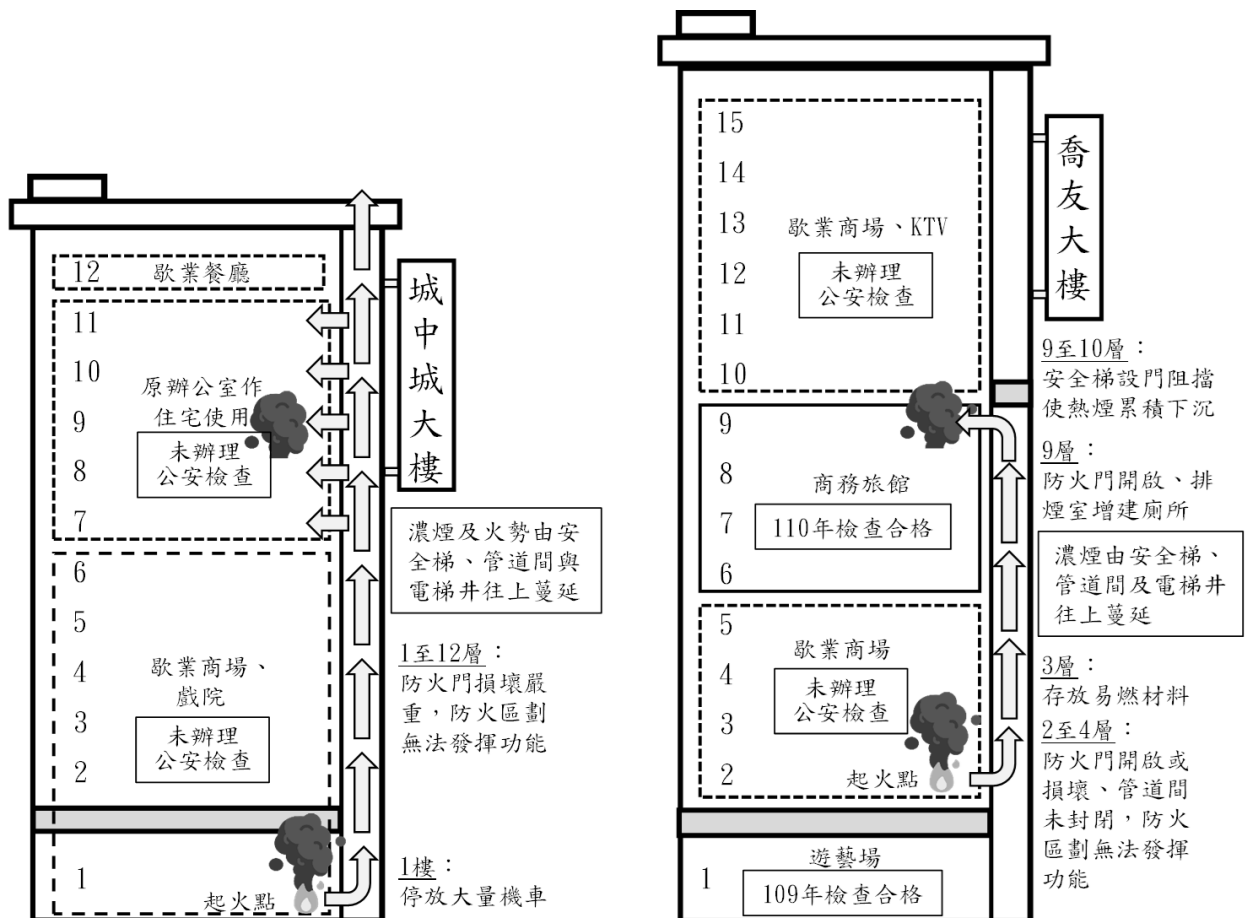 12 歇業餐廳
11
10
9
8
7
原辦公室作
住宅使用
未辦理
公安檢查
6
5
4
3
2
歇業商場、
戲院
未辦理
公安檢查
1
起火點
城中城大樓
濃煙及火勢由安
全梯、管道間與
電梯井往上蔓延
1至12層：
防火門損壞嚴
重，防火區劃
無法發揮功能
1樓：
停放大量機車
15
14
13
12
11
10
歇業商場、KTV
未辦理
公安檢查
9
8
7
6
商務旅館
110年檢查合格
5
4
3
2
歇業商場
未辦理
公安檢查
起火點
1
遊藝場
109年檢查合格
喬友大樓
9至10層：
安全梯設門阻擋
使熱煙累積下沉
9層：
防火門開啟、排
煙室增建廁所
濃煙由安全梯、
管道間及電梯井
往上蔓延
3層：
存放易燃材料
2至4層：
防火門開啟或
損壞、管道間
未封閉，防火
區劃無法發揮
功能